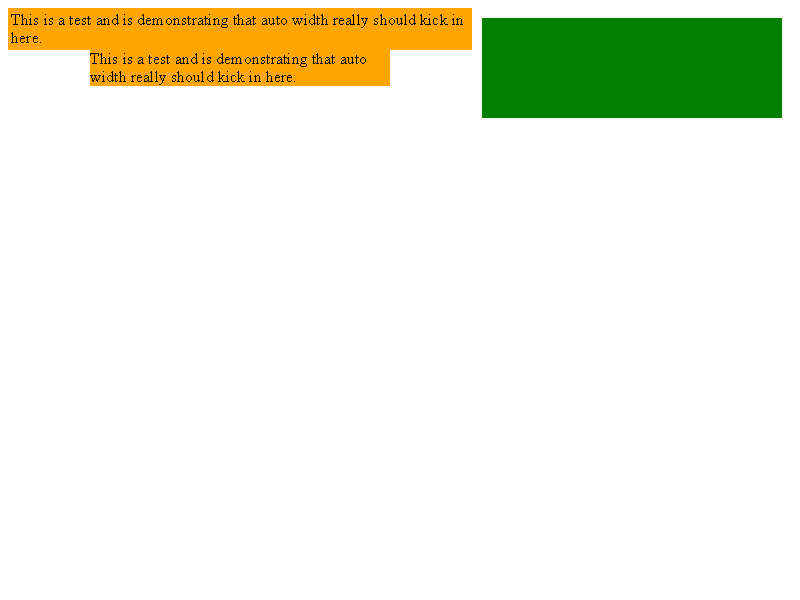 This is a test and is demonstrating that auto width really should kick in
here.
This is a test and is demonstrating that auto
width really should kick in here.